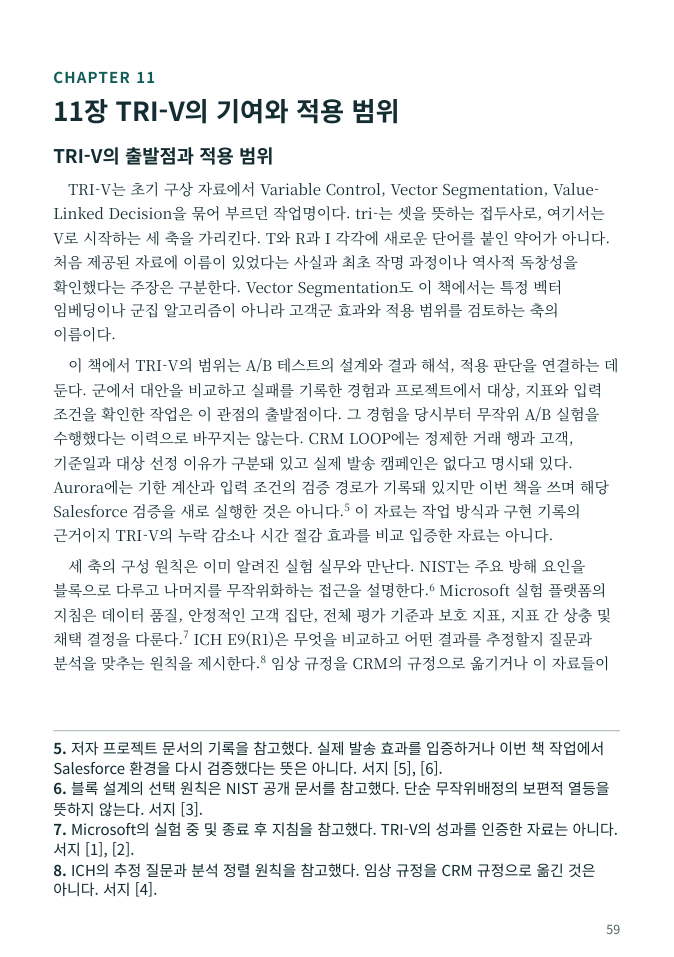 CHAPTER 11
11장 TRI-V의 기여와 적용 범위
TRI-V의 출발점과 적용 범위
TRI-V는 초기 구상 자료에서 Variable Control, Vector Segmentation, Value-
Linked Decision을 묶어 부르던 작업명이다. tri-는 셋을 뜻하는 접두사로, 여기서는
V로 시작하는 세 축을 가리킨다. T와 R과 I 각각에 새로운 단어를 붙인 약어가 아니다.
처음 제공된 자료에 이름이 있었다는 사실과 최초 작명 과정이나 역사적 독창성을
확인했다는 주장은 구분한다. Vector Segmentation도 이 책에서는 특정 벡터
임베딩이나 군집 알고리즘이 아니라 고객군 효과와 적용 범위를 검토하는 축의
이름이다.
이 책에서 TRI-V의 범위는 A/B 테스트의 설계와 결과 해석, 적용 판단을 연결하는 데
둔다. 군에서 대안을 비교하고 실패를 기록한 경험과 프로젝트에서 대상, 지표와 입력
조건을 확인한 작업은 이 관점의 출발점이다. 그 경험을 당시부터 무작위 A/B 실험을
수행했다는 이력으로 바꾸지는 않는다. CRM LOOP에는 정제한 거래 행과 고객,
기준일과 대상 선정 이유가 구분돼 있고 실제 발송 캠페인은 없다고 명시돼 있다.
Aurora에는 기한 계산과 입력 조건의 검증 경로가 기록돼 있지만 이번 책을 쓰며 해당
Salesforce 검증을 새로 실행한 것은 아니다.5 이 자료는 작업 방식과 구현 기록의
근거이지 TRI-V의 누락 감소나 시간 절감 효과를 비교 입증한 자료는 아니다.
세 축의 구성 원칙은 이미 알려진 실험 실무와 만난다. NIST는 주요 방해 요인을
블록으로 다루고 나머지를 무작위화하는 접근을 설명한다.6 Microsoft 실험 플랫폼의
지침은 데이터 품질, 안정적인 고객 집단, 전체 평가 기준과 보호 지표, 지표 간 상충 및
채택 결정을 다룬다.7 ICH E9(R1)은 무엇을 비교하고 어떤 결과를 추정할지 질문과
분석을 맞추는 원칙을 제시한다.8 임상 규정을 CRM의 규정으로 옮기거나 이 자료들이
5. 저자 프로젝트 문서의 기록을 참고했다. 실제 발송 효과를 입증하거나 이번 책 작업에서
Salesforce 환경을 다시 검증했다는 뜻은 아니다. 서지 [5], [6].
6. 블록 설계의 선택 원칙은 NIST 공개 문서를 참고했다. 단순 무작위배정의 보편적 열등을
뜻하지 않는다. 서지 [3].
7. Microsoft의 실험 중 및 종료 후 지침을 참고했다. TRI-V의 성과를 인증한 자료는 아니다.
서지 [1], [2].
8. ICH의 추정 질문과 분석 정렬 원칙을 참고했다. 임상 규정을 CRM 규정으로 옮긴 것은
아니다. 서지 [4].
59